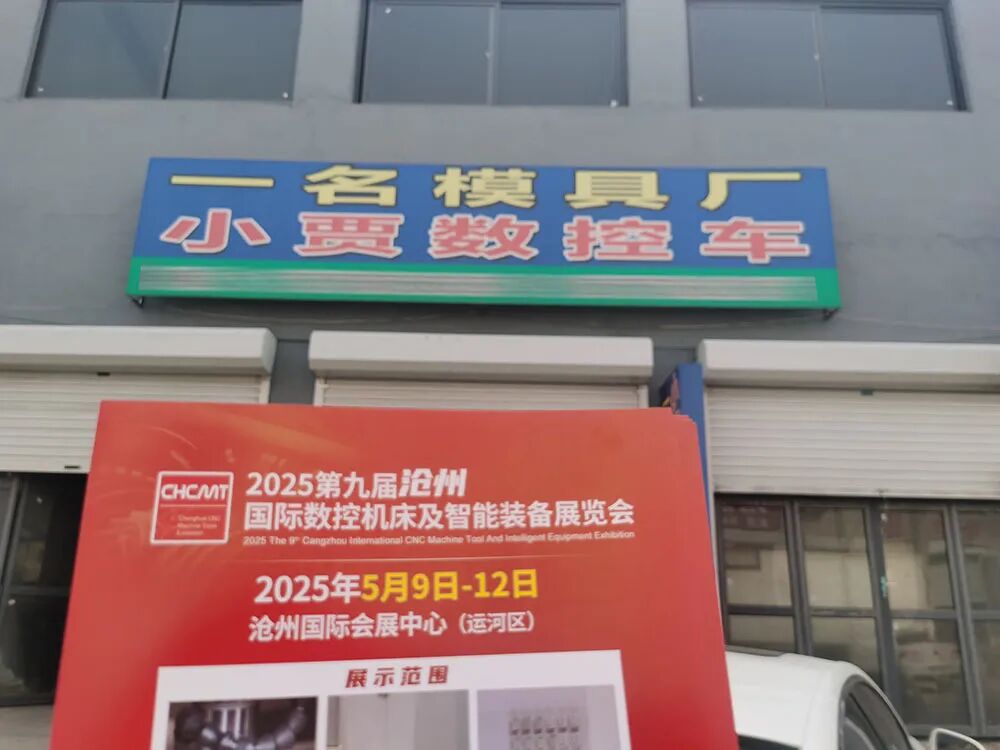 一名模具厂
小贾数控车
CHCMT
Machine Tools
Exhibition
2025第九届沧州
国际数控机床及智能装备展览会
2025 The 9th Cangzhou International CNC Machine Tool And Intelligent Equipment Exhibition
2025年5月9日-12日
沧州国际会展中心（运河区）
展示范围